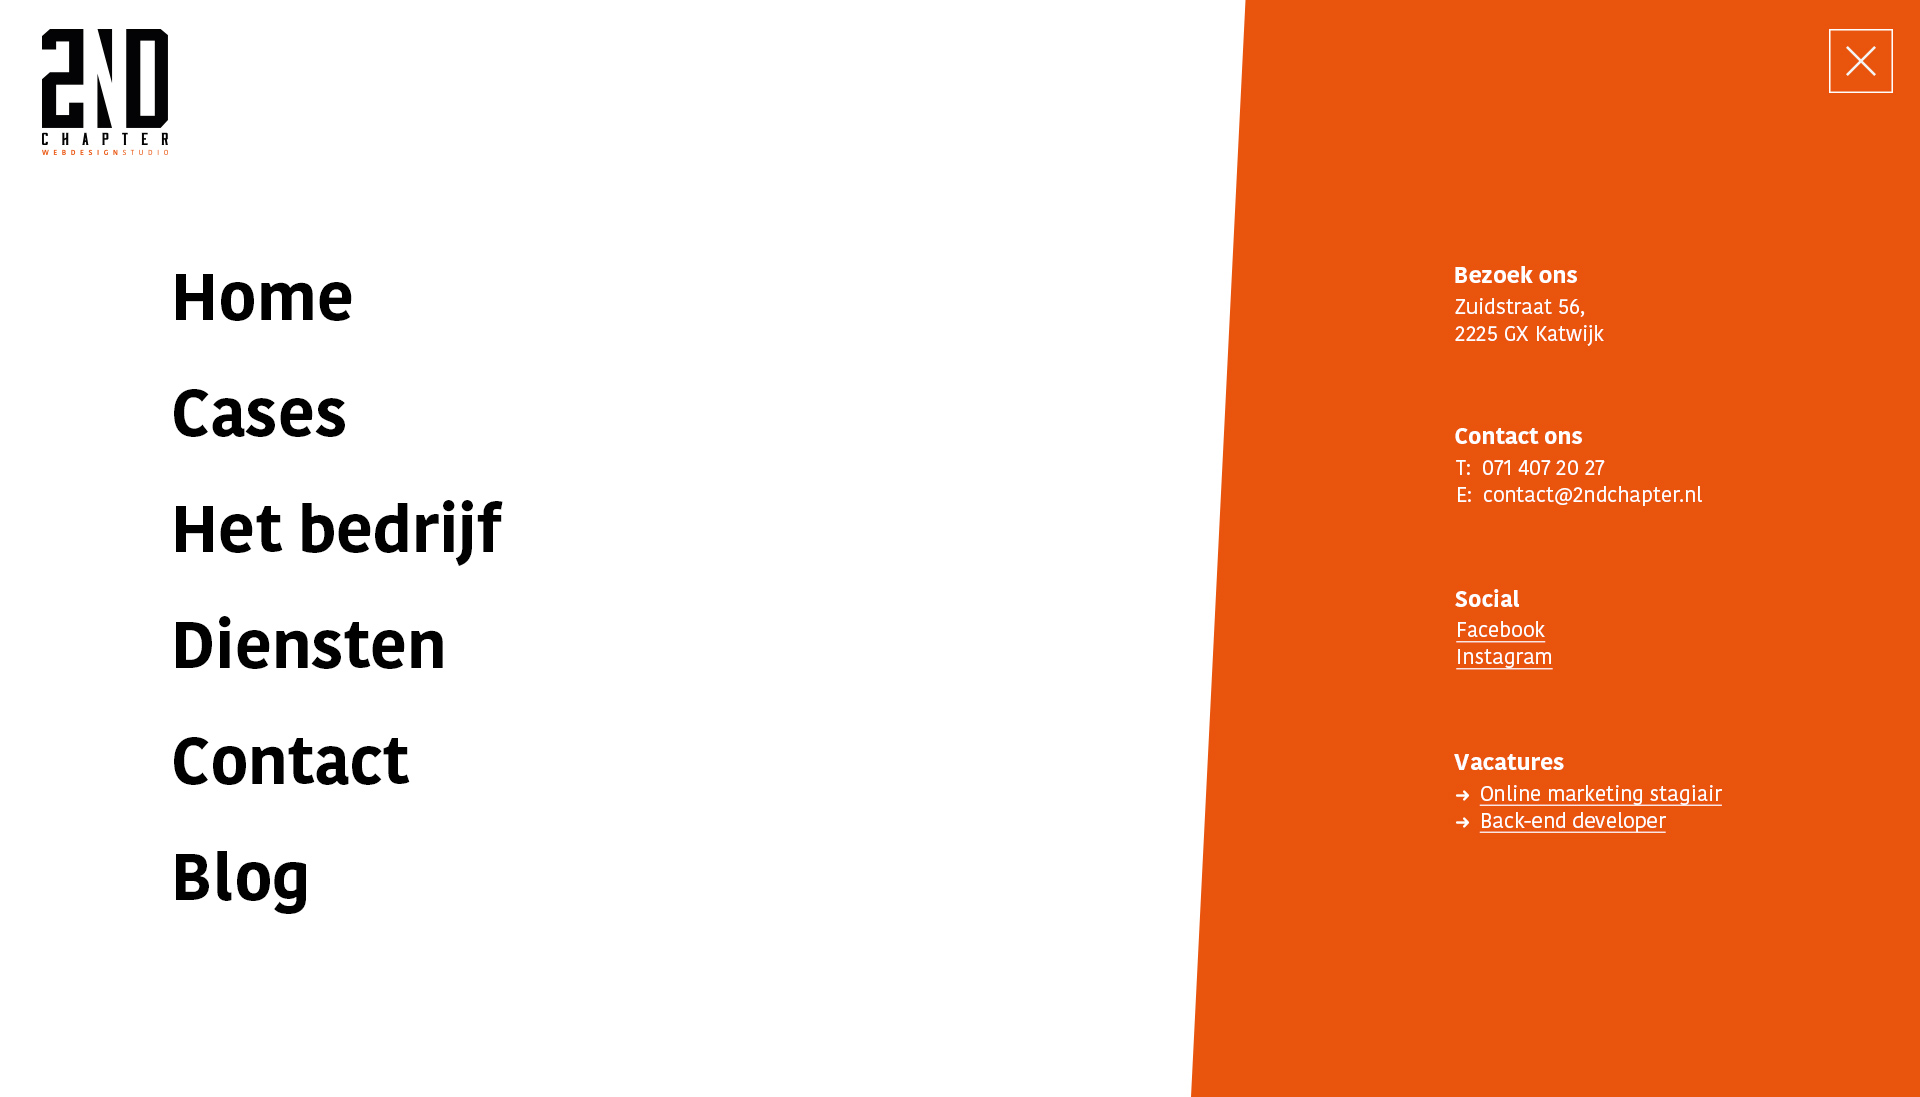 2ND
CHAPTER
WEBDESIGNSTUDIO
Home
Cases
Het bedrijf
Diensten
Contact
Blog
Bezoek ons
Zuidstraat 56,
2225 GX Katwijk
Contact ons
T: 071 407 20 27
E: contact@2ndchapter.nl
Social
Facebook
Instagram
Vacatures
➜ Online marketing stagiair
➜ Back-end developer